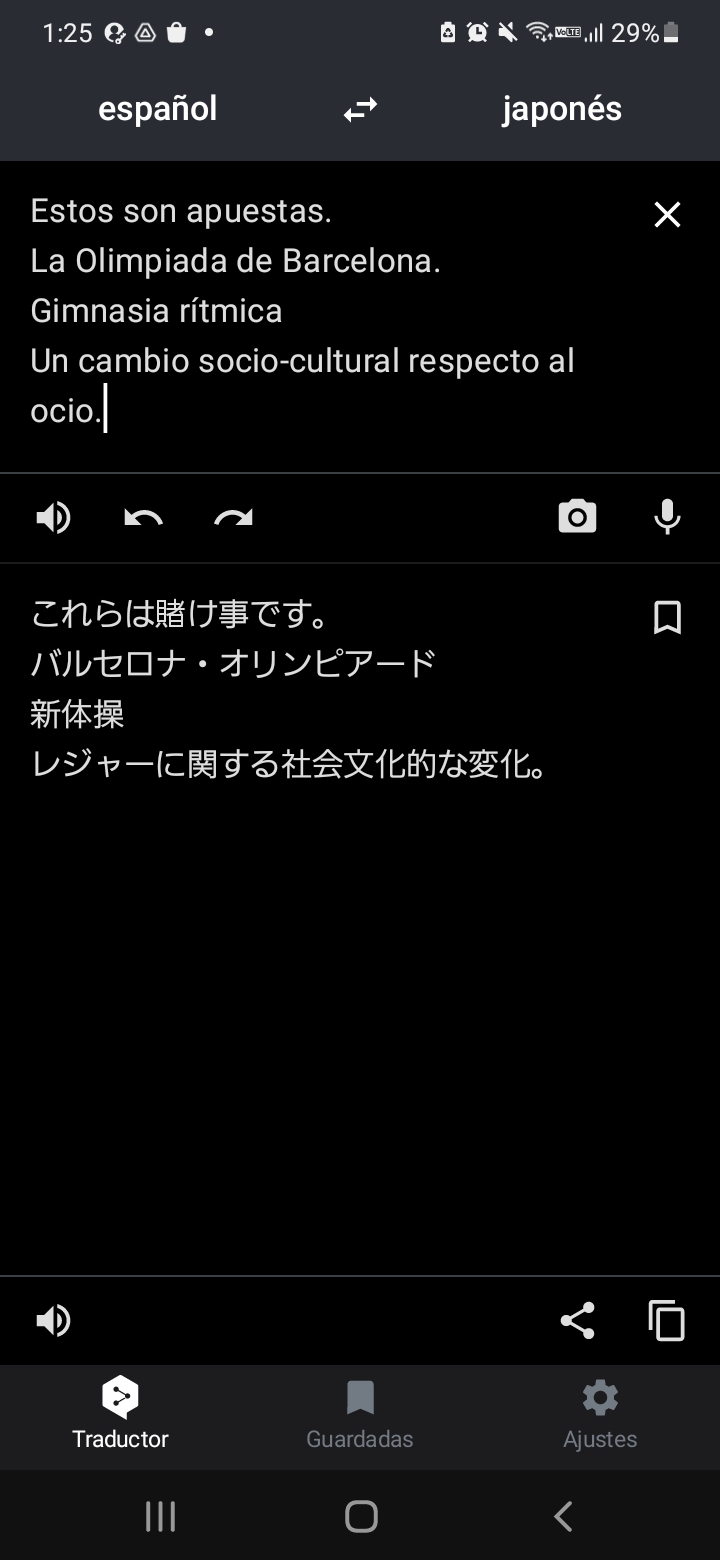 1:25
VoLTE
29%
español
japonés
Estos son apuestas.
La Olimpiada de Barcelona.
Gimnasia rítmica
Un cambio socio-cultural respecto al
ocio.
これらは賭け事です。
バルセロナ・オリンピアード
新体操
レジャーに関する社会文化的な変化。
Traductor
Guardadas
Ajustes